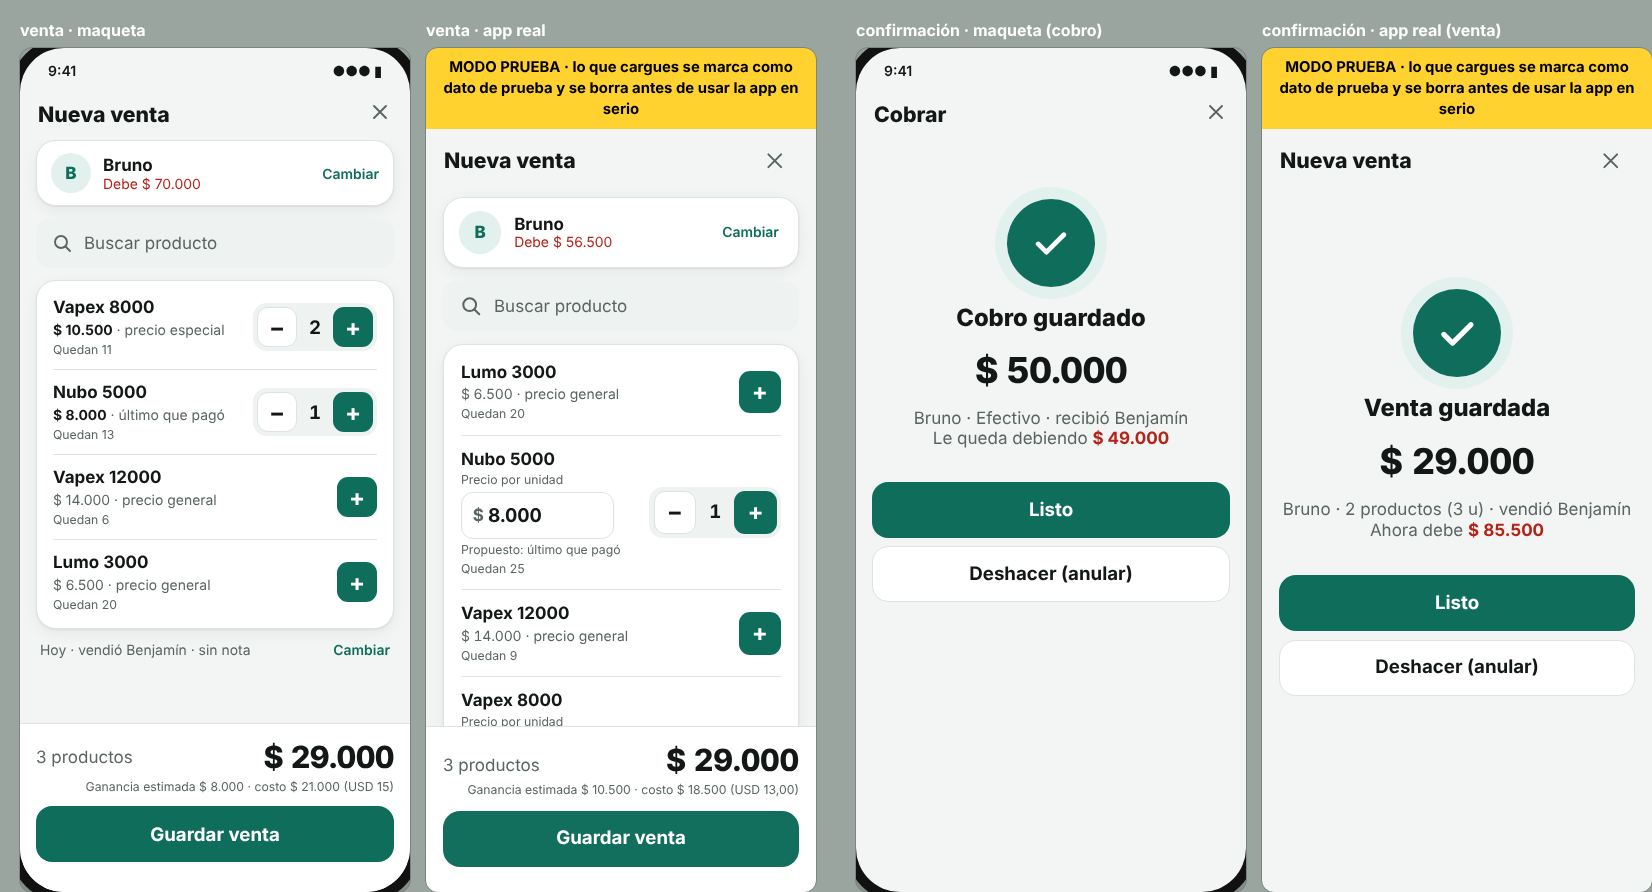 venta · maqueta
9:41
Nueva venta
B
Bruno
Debe $ 70.000
Cambiar
Buscar producto
Vapex 8000
$ 10.500 · precio especial
Quedan 11
− 2 +
Nubo 5000
$ 8.000 · último que pagó
Quedan 13
− 1 +
Vapex 12000
$ 14.000 · precio general
Quedan 6
+
Lumo 3000
$ 6.500 · precio general
Quedan 20
+
Hoy · vendió Benjamín · sin nota
Cambiar
3 productos
$ 29.000
Ganancia estimada $ 8.000 · costo $ 21.000 (USD 15)
Guardar venta
venta · app real
MODO PRUEBA · lo que cargues se marca como
dato de prueba y se borra antes de usar la app en
serio
Nueva venta
B
Bruno
Debe $ 56.500
Cambiar
Buscar producto
Lumo 3000
$ 6.500 · precio general
Quedan 20
+
Nubo 5000
Precio por unidad
$ 8.000
− 1 +
Propuesto: último que pagó
Quedan 25
Vapex 12000
$ 14.000 · precio general
Quedan 9
+
Vapex 8000
Precio por unidad
3 productos
$ 29.000
Ganancia estimada $ 10.500 · costo $ 18.500 (USD 13,00)
Guardar venta
confirmación · maqueta (cobro)
9:41
Cobrar
Cobro guardado
$ 50.000
Bruno · Efectivo · recibió Benjamín
Le queda debiendo $ 49.000
Listo
Deshacer (anular)
confirmación · app real (venta)
MODO PRUEBA · lo que cargues se marca como
dato de prueba y se borra antes de usar la app en
serio
Nueva venta
Venta guardada
$ 29.000
Bruno · 2 productos (3 u) · vendió Benjamín
Ahora debe $ 85.500
Listo
Deshacer (anular)